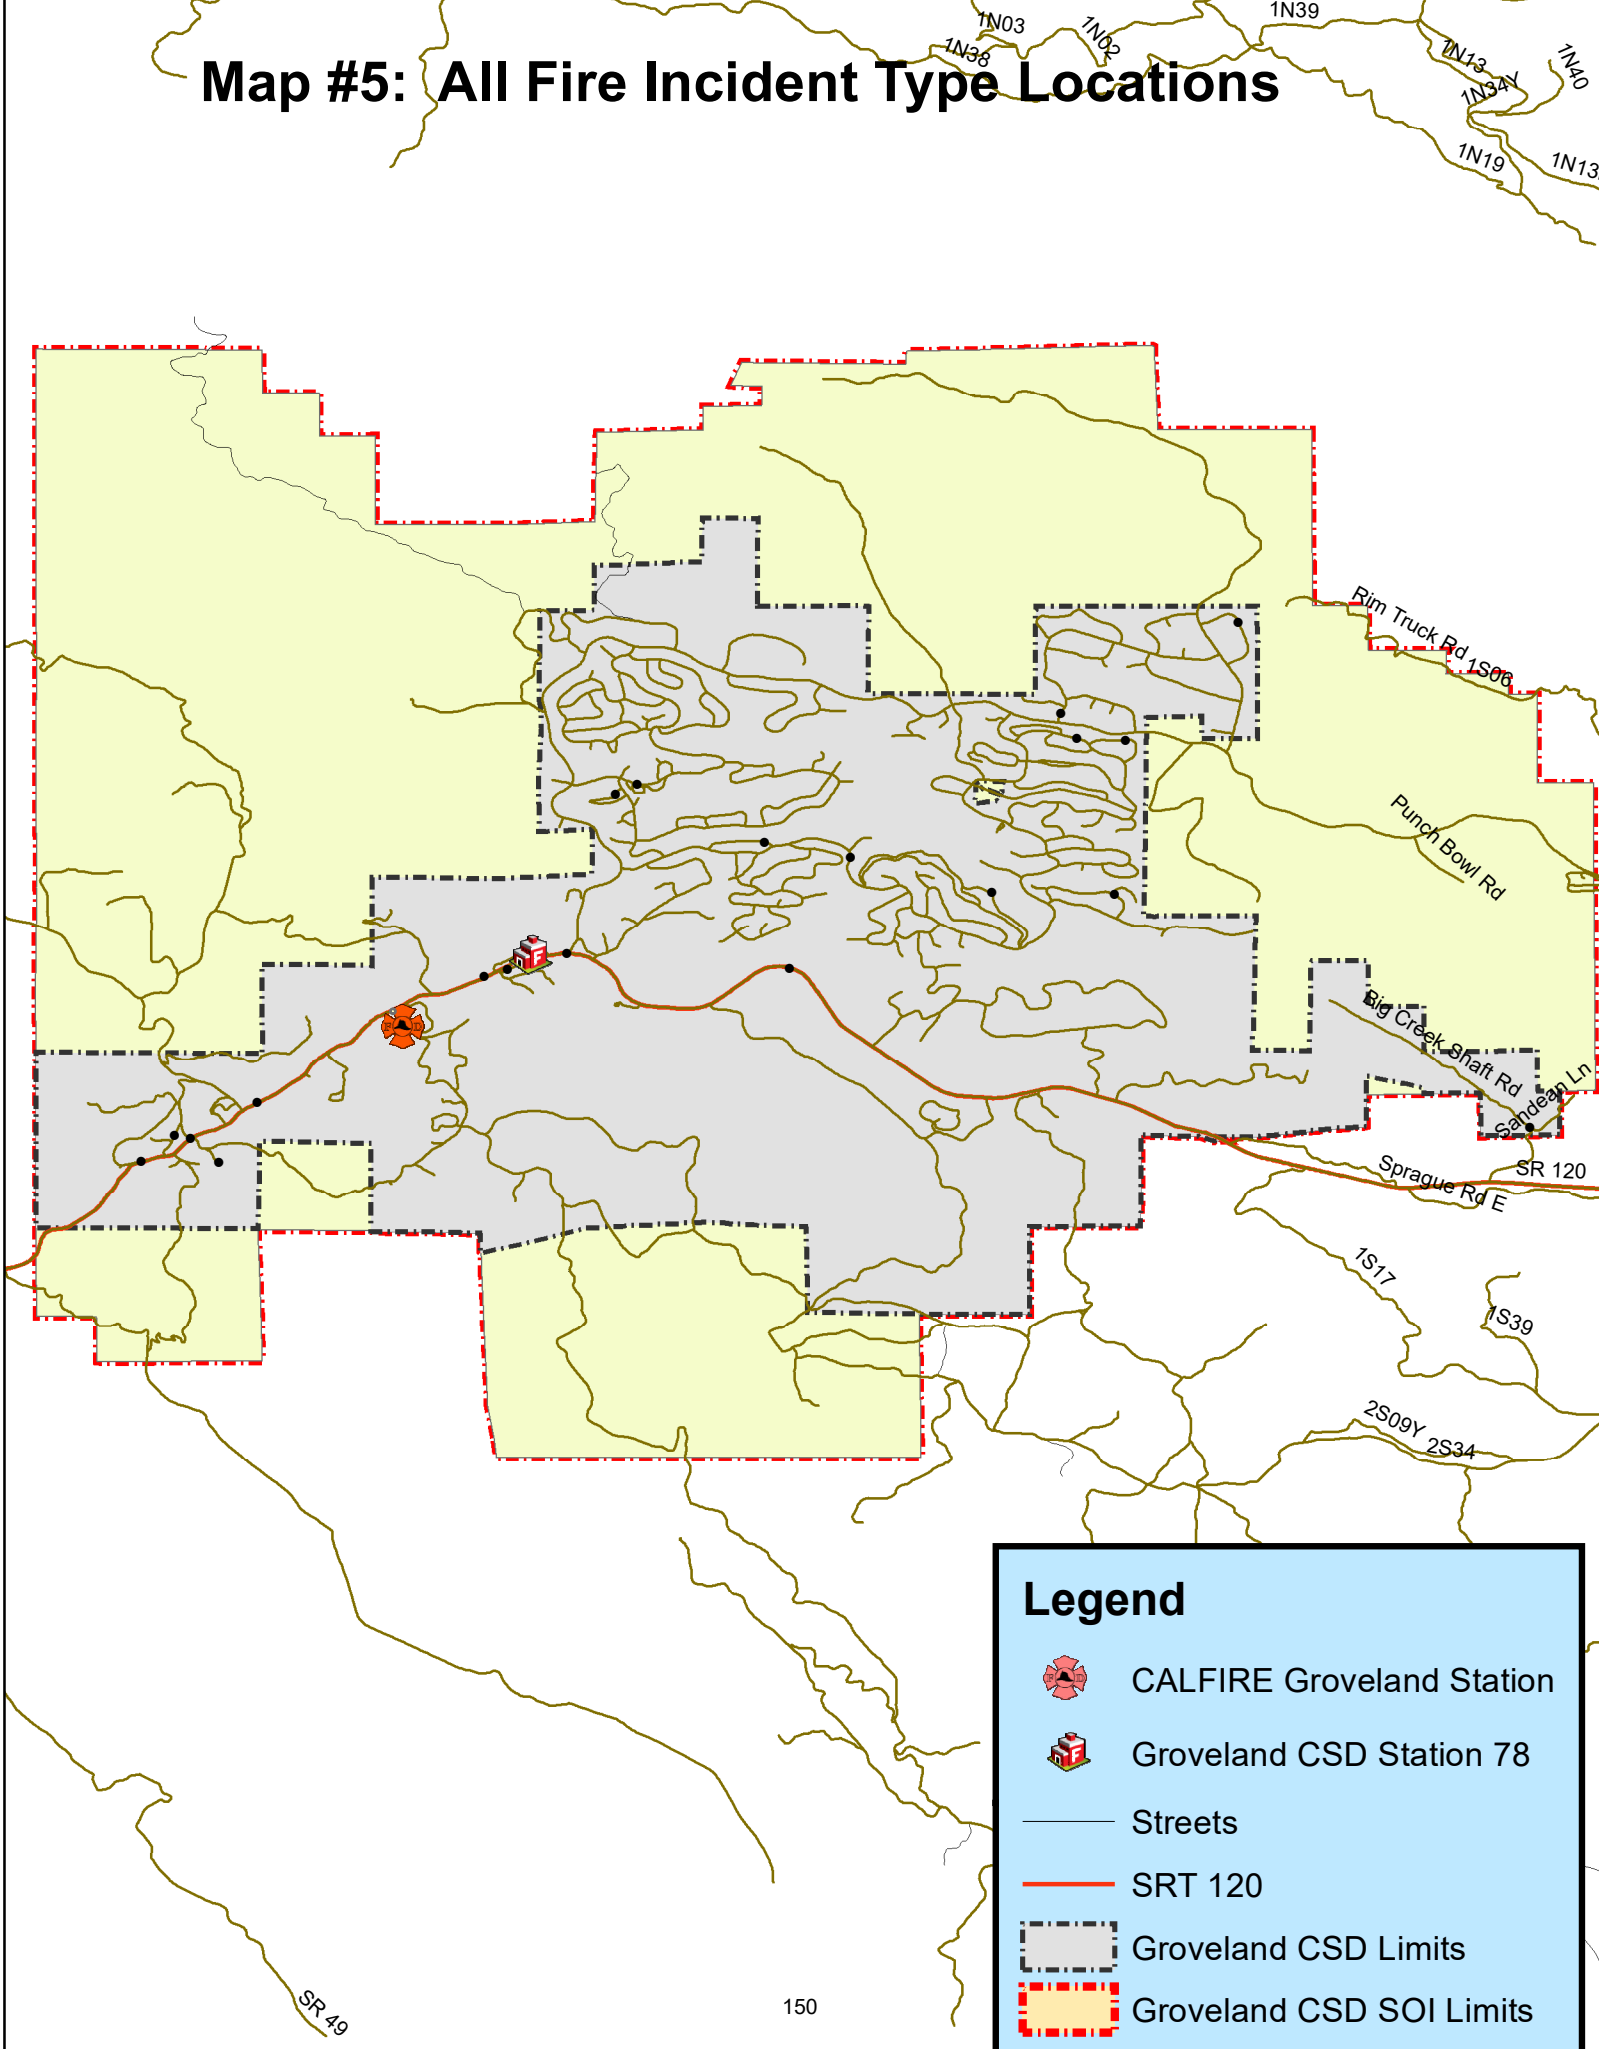 1N39
1N03
1N02
1N38
1N13
1N40
Map #5: All Fire Incident Type Locations
1N34Y
1N19
1N13
Rim Truck Rd
1S06
Punch Bowl Rd
Big Creek Shaft Rd
Sandean Ln
Sprague Rd E
SR 120
1S17
1S39
2S09Y
2S34
Legend
CALFIRE Groveland Station
Groveland CSD Station 78
Streets
SRT 120
Groveland CSD Limits
Groveland CSD SOI Limits
SR 49
150